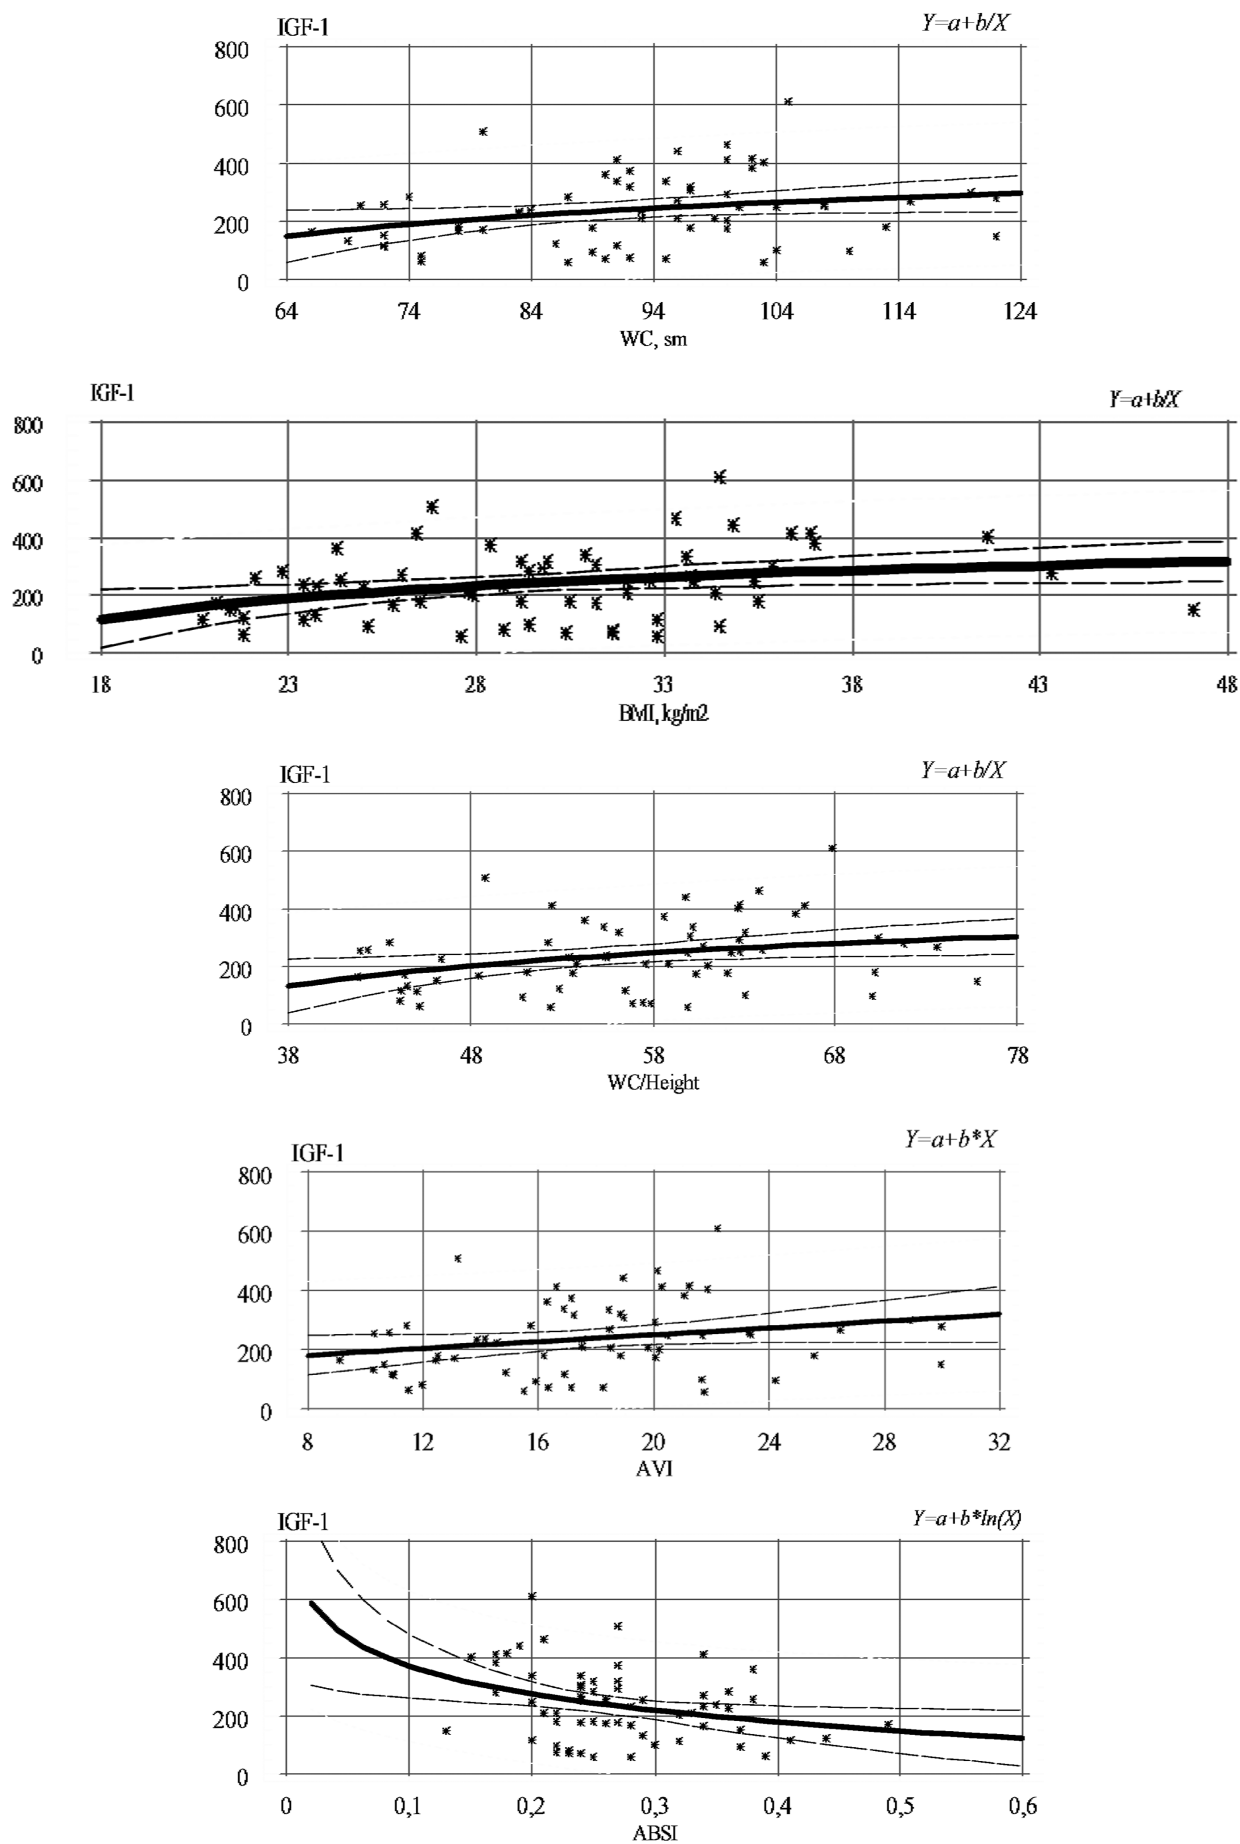 IGF-1
Y=a+b/X
800
600
400
200
0
64 74 84 94 104 114 124
WC, sm
IGF-1
Y=a+b/X
800
600
400
200
0
18 23 28 33 38 43 48
BMI, kg/m2
IGF-1
Y=a+b/X
800
600
400
200
0
38 48 58 68 78
WC/Height
IGF-1
Y=a+b*X
800
600
400
200
0
8 12 16 20 24 28 32
AVI
IGF-1
Y=a+b*ln(X)
800
600
400
200
0
0 0,1 0,2 0,3 0,4 0,5 0,6
ABSI